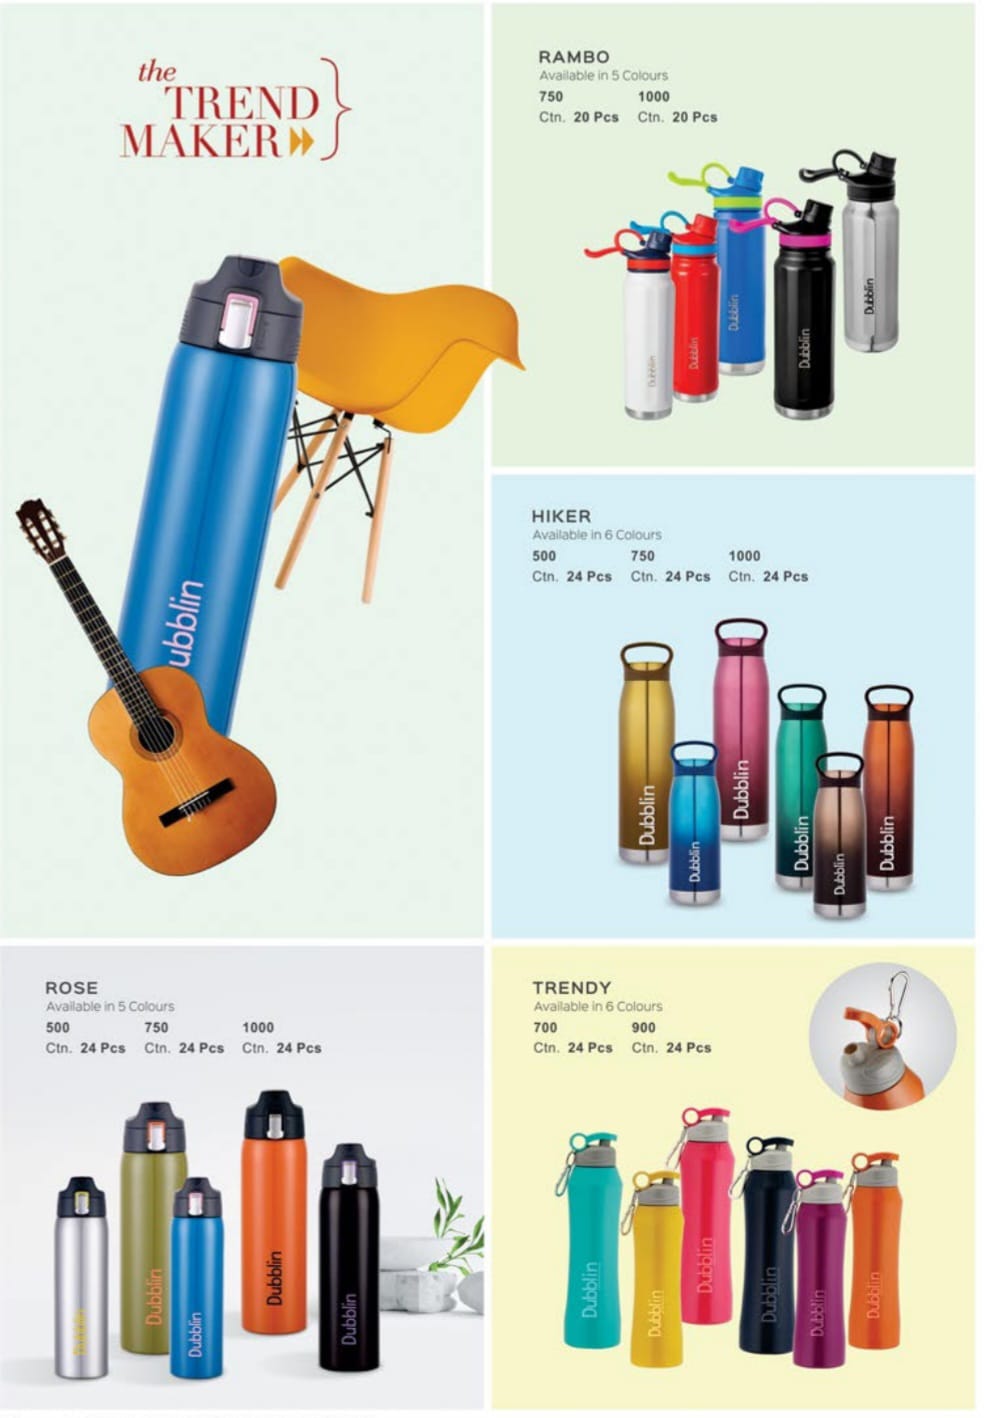 the
TREND
MAKER
ubblin
RAMBO
Available in 5 Colours
750 1000
Ctn. 20 Pcs Ctn. 20 Pcs
Dubblin
Dubblin
Dubblin
Dubblin
Dubblin
HIKER
Available in 6 Colours
500 750 1000
Ctn. 24 Pcs Ctn. 24 Pcs Ctn. 24 Pcs
Dubblin
Dubblin
Dubblin
Dubblin
Dubblin
Dubblin
ROSE
Available in 5 Colours
500 750 1000
Ctn. 24 Pcs Ctn. 24 Pcs Ctn. 24 Pcs
Dubblin
Dubblin
Dubblin
Dubblin
Dubblin
TRENDY
Available in 6 Colours
700 900
Ctn. 24 Pcs Ctn. 24 Pcs
Dubblin
Dubblin
Dubblin
Dubblin
Dubblin
Dubblin